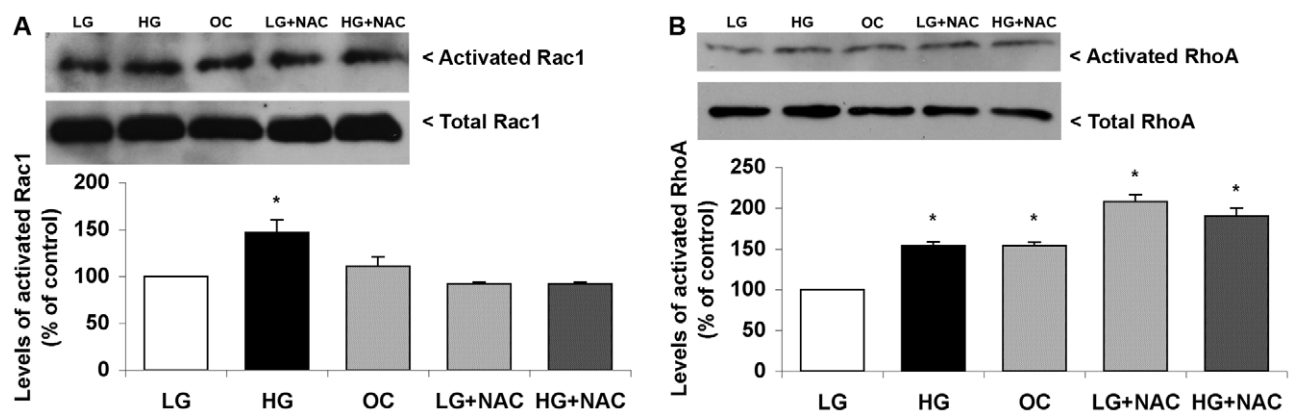 A
LG HG OC LG+NAC HG+NAC
< Activated Rac1
< Total Rac1
Levels of activated Rac1
(% of control)
200
150
100
50
0
*
LG HG OC LG+NAC HG+NAC
B
LG HG OC LG+NAC HG+NAC
< Activated RhoA
< Total RhoA
Levels of activated RhoA
(% of control)
250
200
150
100
50
0
* * * *
LG HG OC LG+NAC HG+NAC